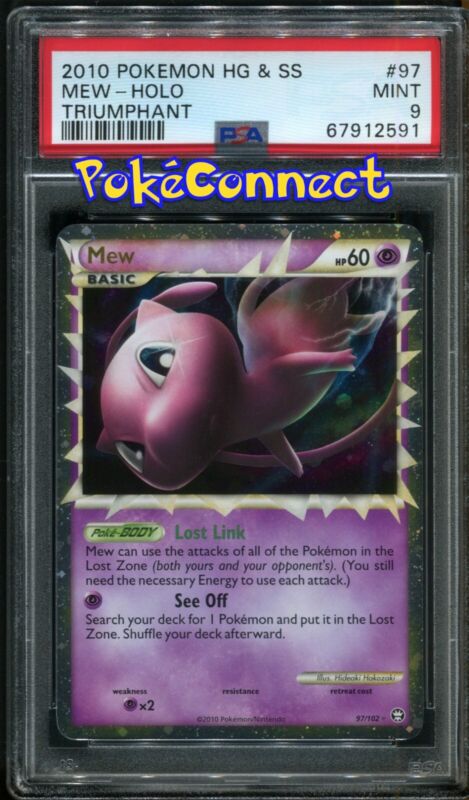 2010 POKEMON HG & SS #97
MEW - HOLO MINT
TRIUMPHANT 9
PSA 67912591
PokéConnect
Mew HP60
BASIC
Poké-BODY Lost Link
Mew can use the attacks of all of the Pokémon in the
Lost Zone (both yours and your opponent's). (You still
need the necessary Energy to use each attack.)
See Off
Search your deck for 1 Pokémon and put it in the Lost
Zone. Shuffle your deck afterward.
Illus. Hideaki Hakozaki
weakness resistance retreat cost
×2
©2010 Pokémon/Nintendo 97/102
PSA